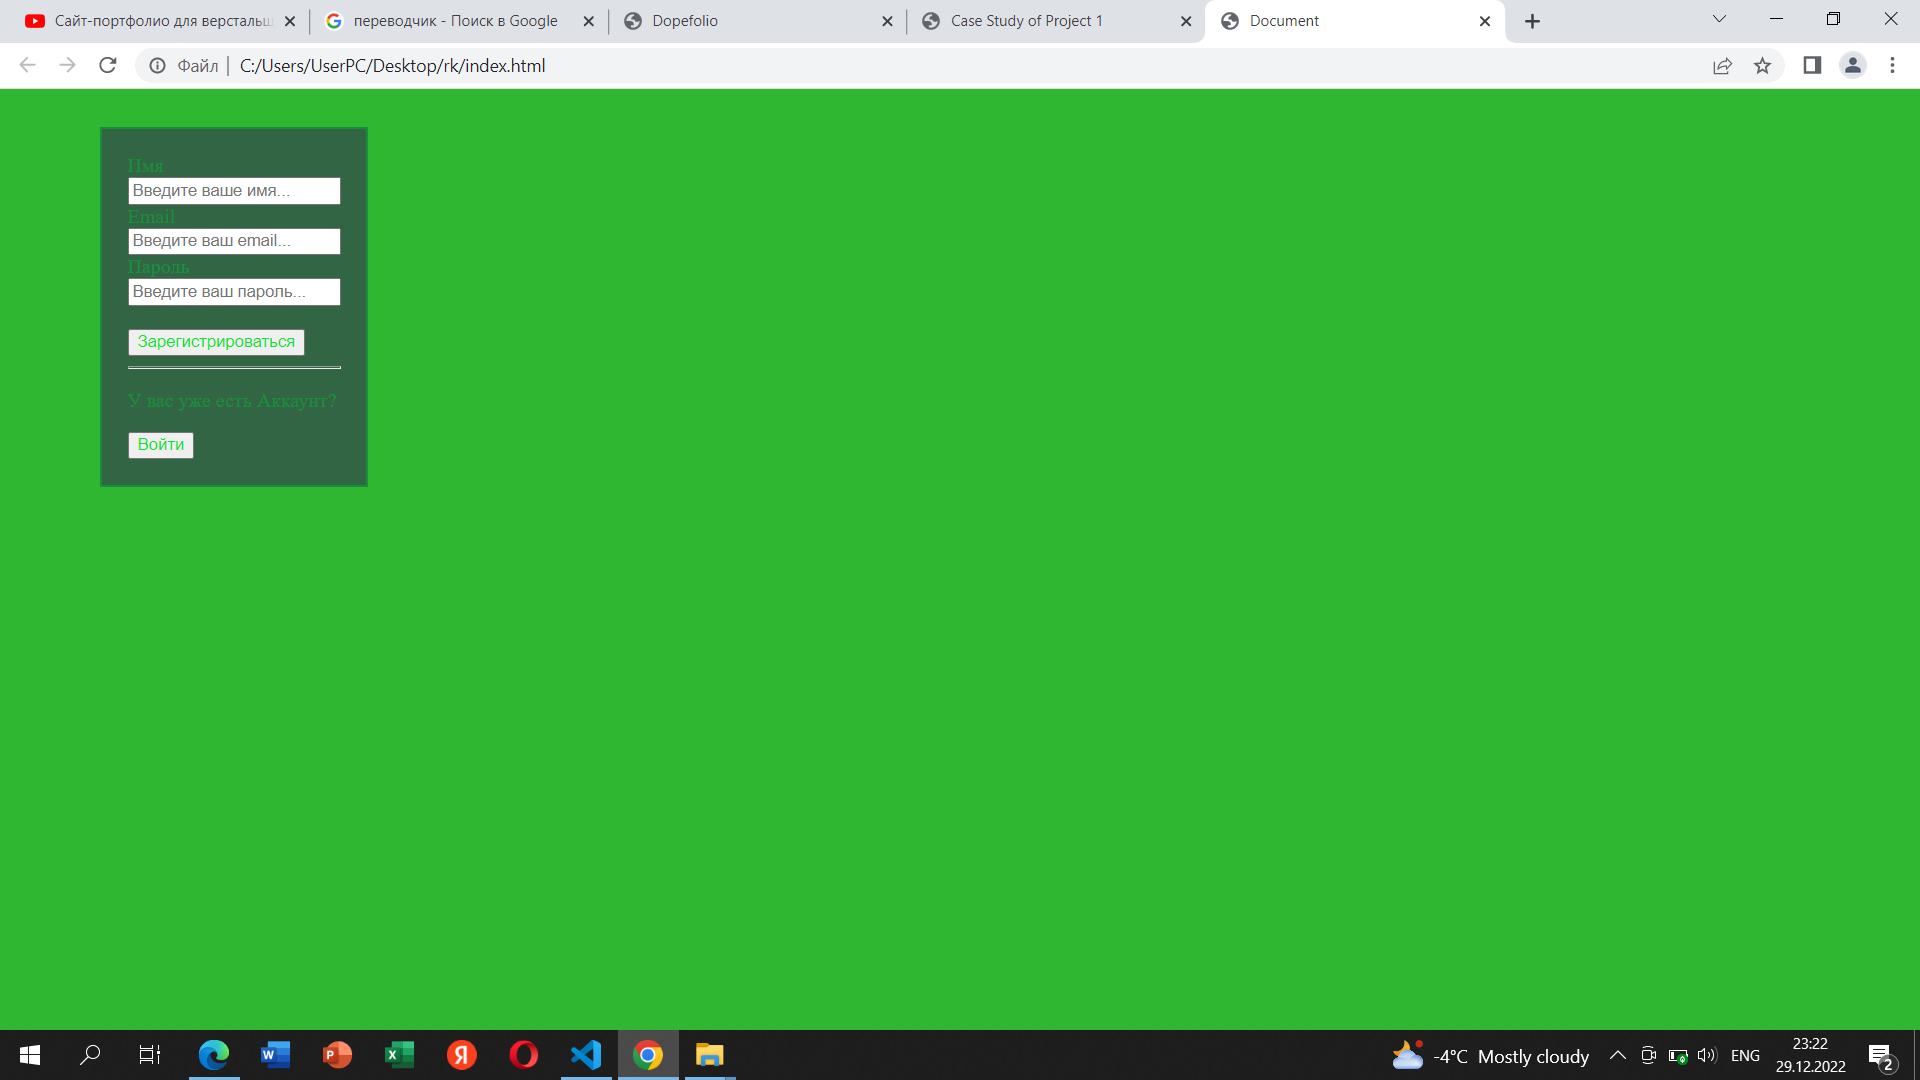 Сайт-портфолио для верстальщ
переводчик - Поиск в Google
Dopefolio
Case Study of Project 1
Document
Файл
C:/Users/UserPC/Desktop/rk/index.html
Имя
Введите ваше имя...
Email
Введите ваш email...
Пароль
Введите ваш пароль...
Зарегистрироваться
У вас уже есть Аккаунт?
Войти
-4°C Mostly cloudy
ENG
23:22
29.12.2022
2